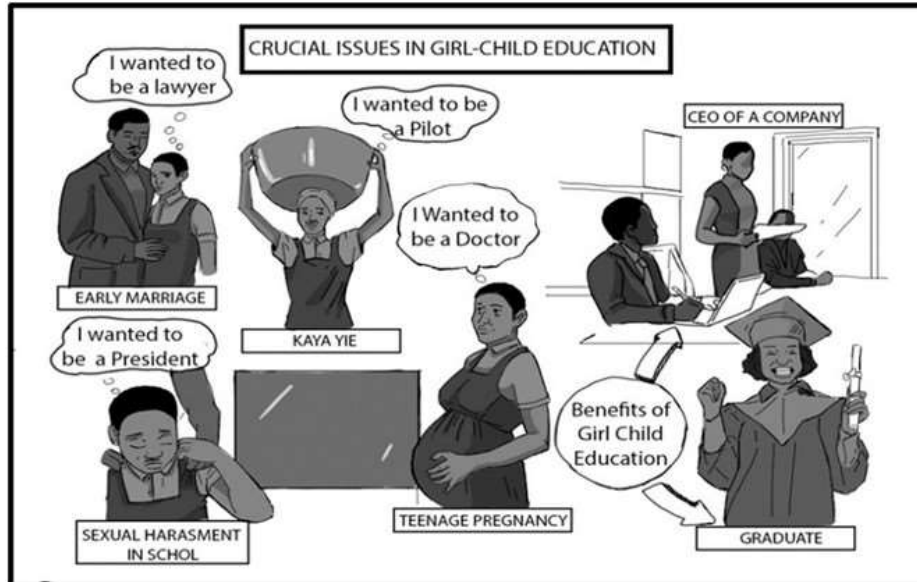 CRUCIAL ISSUES IN GIRL-CHILD EDUCATION
I wanted to
be a lawyer
EARLY MARRIAGE
I wanted to be
a Pilot
KAYA YIE
I wanted to
be a President
SEXUAL HARASMENT
IN SCHOL
I Wanted to
be a Doctor
TEENAGE PREGNANCY
CEO OF A COMPANY
Benefits of
Girl Child
Education
GRADUATE